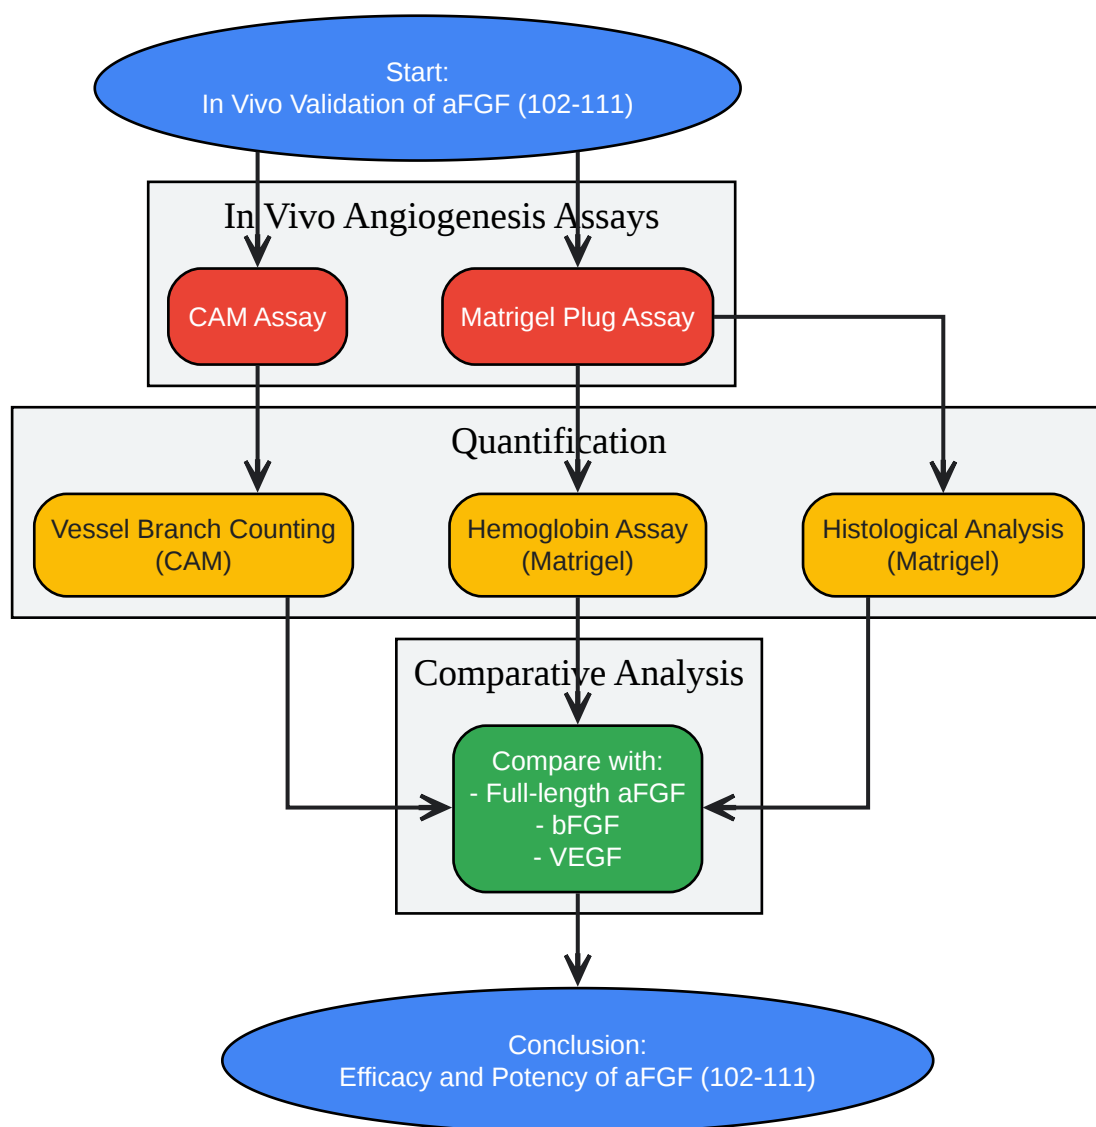 Start:
In Vivo Validation of aFGF (102-111)
In Vivo Angiogenesis Assays
CAM Assay
Matrigel Plug Assay
Quantification
Vessel Branch Counting
(CAM)
Hemoglobin Assay
(Matrigel)
Histological Analysis
(Matrigel)
Comparative Analysis
Compare with:
- Full-length aFGF
- bFGF
- VEGF
Conclusion:
Efficacy and Potency of aFGF (102-111)